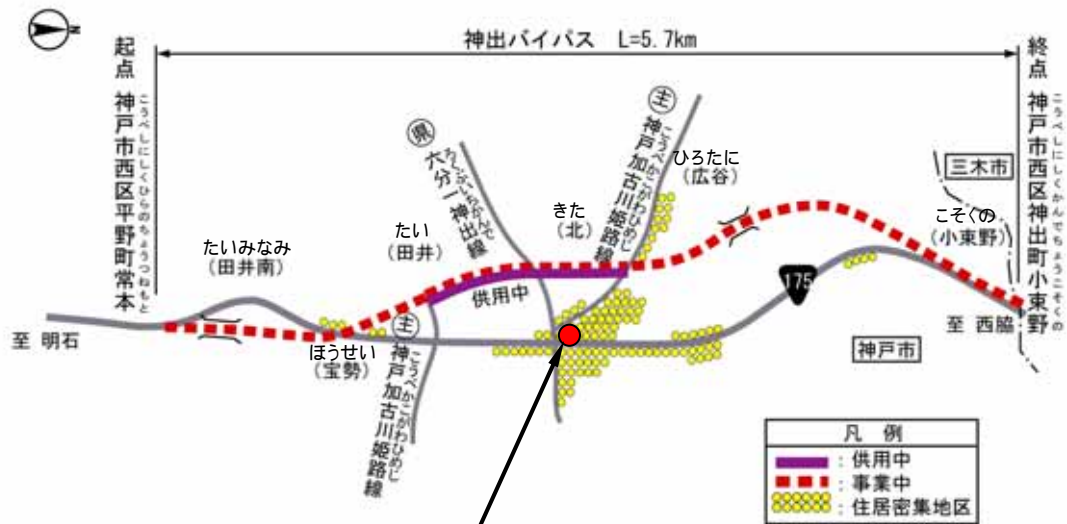 N
神出バイパス L=5.7km
起点 神戸市西区平野町常本
こうべしにしくひらのちょうつねもと
終点 神戸市西区神出町小束野
こうべしにしくかんでちょうこそくの
主
神戸加古川姫路線
こうべかこがわひめじ
県
六分一神出線
ろくぶいちかんで
ひろたに
(広谷)
三木市
きた
(北)
こそくの
(小東野)
たい
(田井)
たいみなみ
(田井南)
175
供用中
至 明石
ほうせい
(宝勢)
主
神戸加古川姫路線
こうべかこがわひめじ
至 西脇
神戸市
凡 例
: 供用中
: 事業中
: 住居密集地区